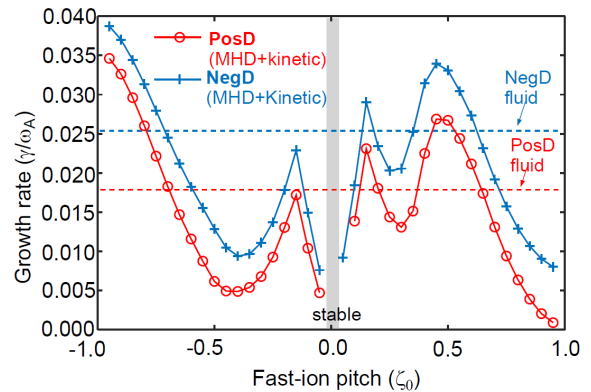 0.040
0.035
0.030
0.025
0.020
0.015
0.010
0.005
0.000
Growth rate (γ/ω_A)
PosD
(MHD+kinetic)
NegD
(MHD+Kinetic)
NegD
fluid
PosD
fluid
stable
-1.0
-0.5
0.0
0.5
1.0
Fast-ion pitch (ζ₀)